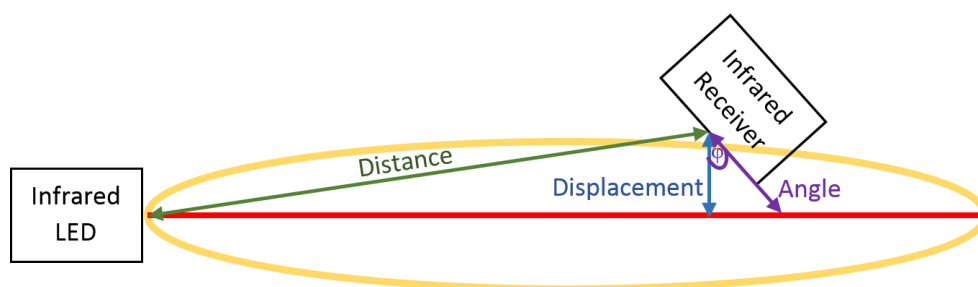 Infrared
LED
Distance
Displacement
φ
Angle
Infrared
Receiver